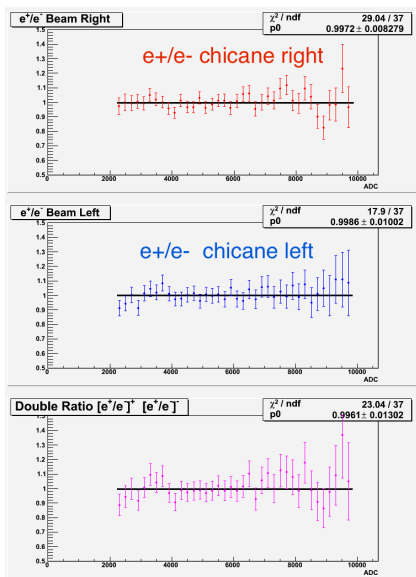 e⁺/e⁻ Beam Right
χ² / ndf 29.04 / 37
p0 0.9972 ± 0.008279
e+/e- chicane right
1.5
1.4
1.3
1.2
1.1
1
0.9
0.8
0.7
0.6
0.5
0 2000 4000 6000 8000 10000
ADC
e⁺/e⁻ Beam Left
χ² / ndf 17.9 / 37
p0 0.9986 ± 0.01002
e+/e- chicane left
1.5
1.4
1.3
1.2
1.1
1
0.9
0.8
0.7
0.6
0.5
0 2000 4000 6000 8000 10000
ADC
Double Ratio [e⁺/e⁻]⁺ [e⁺/e⁻]⁻
χ² / ndf 23.04 / 37
p0 0.9961 ± 0.01302
1.5
1.4
1.3
1.2
1.1
1
0.9
0.8
0.7
0.6
0.5
0 2000 4000 6000 8000 10000
ADC